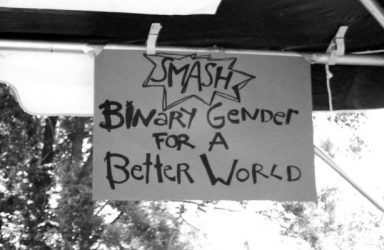 SMASH
BINARY GENDER
FOR A
BETTER WORLD